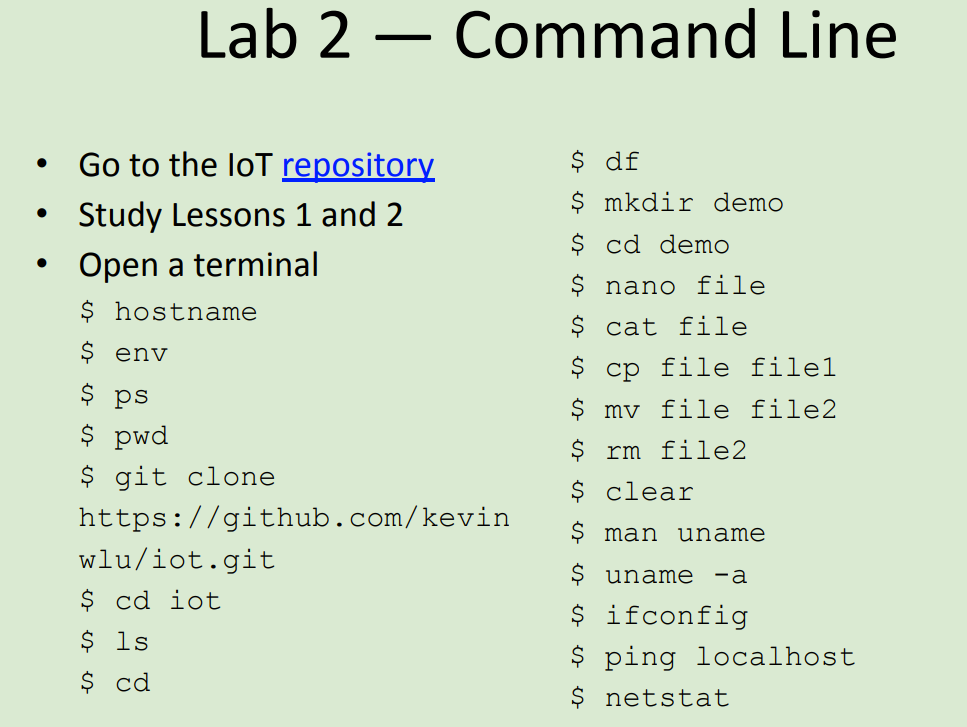 Lab 2 — Command Line
• Go to the IoT repository
• Study Lessons 1 and 2
• Open a terminal
$ hostname
$ env
$ ps
$ pwd
$ git clone
https://github.com/kevin
wlu/iot.git
$ cd iot
$ ls
$ cd
$ df
$ mkdir demo
$ cd demo
$ nano file
$ cat file
$ cp file file1
$ mv file file2
$ rm file2
$ clear
$ man uname
$ uname -a
$ ifconfig
$ ping localhost
$ netstat